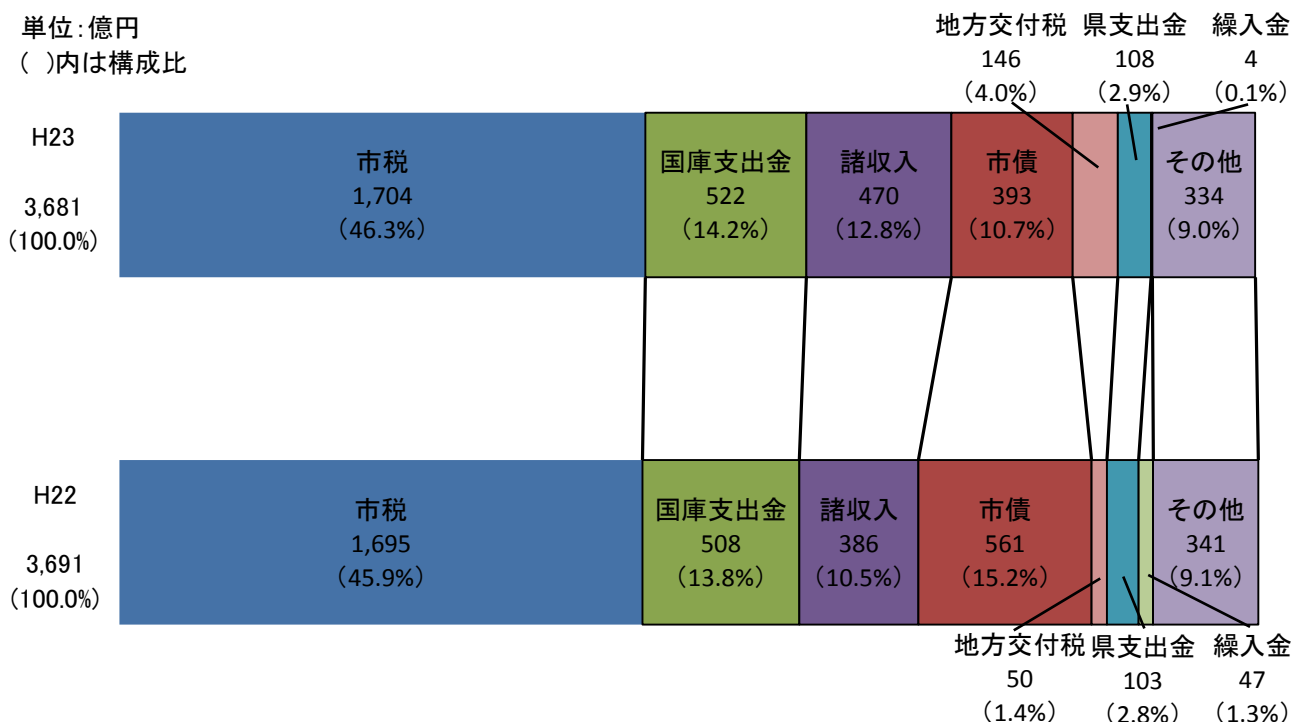 単位：億円
（ ）内は構成比
地方交付税
146
（4.0%）
県支出金
108
（2.9%）
繰入金
4
（0.1%）
H23
3,681
（100.0%）
市税
1,704
（46.3%）
国庫支出金
522
（14.2%）
諸収入
470
（12.8%）
市債
393
（10.7%）
その他
334
（9.0%）
H22
3,691
（100.0%）
市税
1,695
（45.9%）
国庫支出金
508
（13.8%）
諸収入
386
（10.5%）
市債
561
（15.2%）
その他
341
（9.1%）
地方交付税
50
（1.4%）
県支出金
103
（2.8%）
繰入金
47
（1.3%）